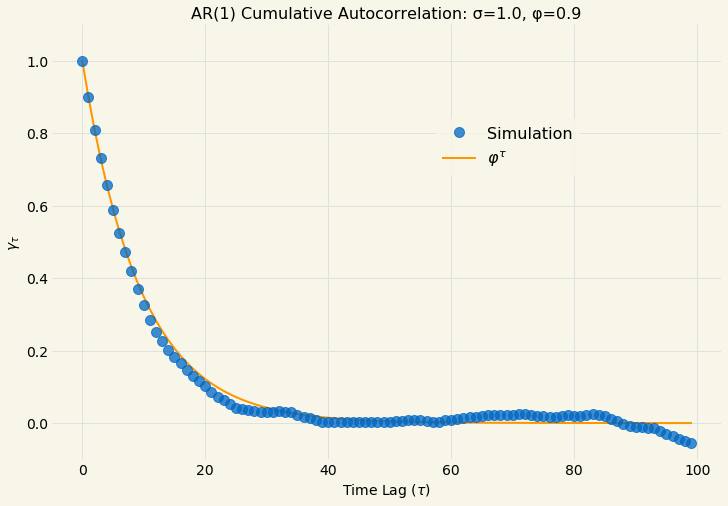 AR(1) Cumulative Autocorrelation: σ=1.0, φ=0.9
1.0
0.8
0.6
0.4
0.2
0.0
γτ
Simulation
φ^τ
0 20 40 60 80 100
Time Lag (τ)